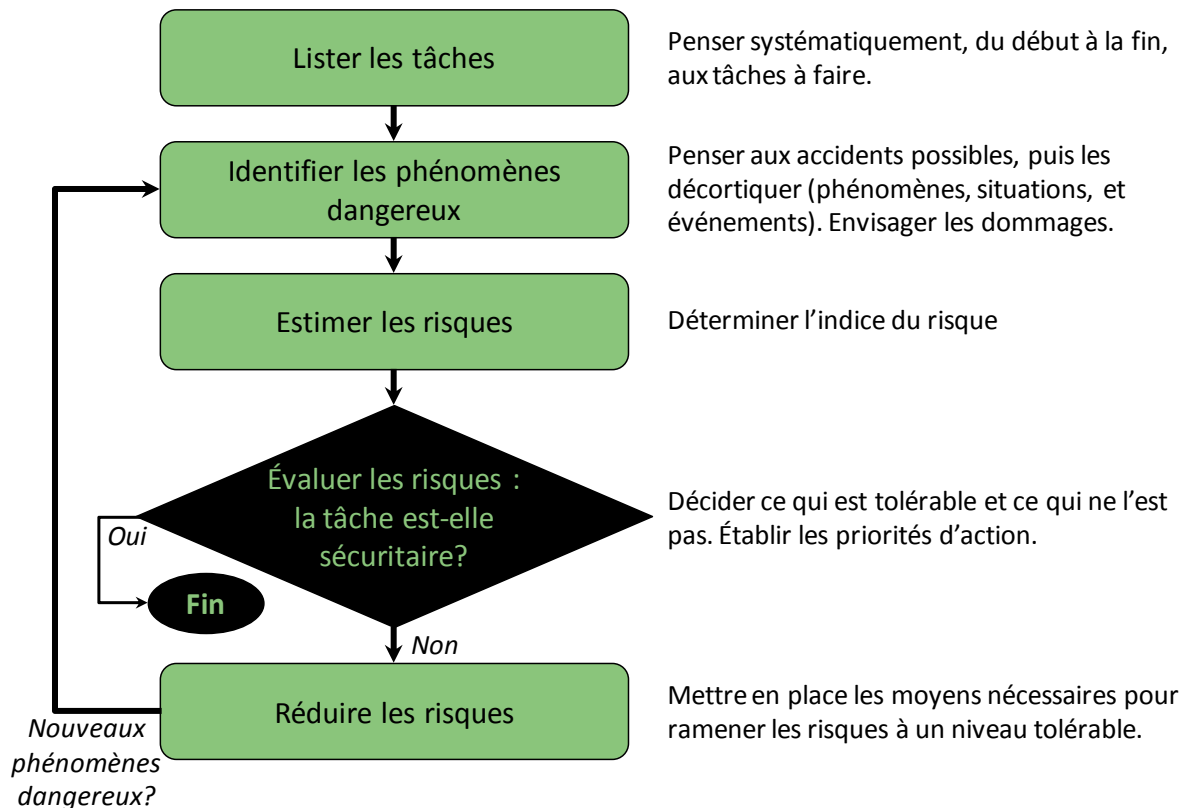 Lister les tâches
Penser systématiquement, du début à la fin,
aux tâches à faire.
Identifier les phénomènes
dangereux
Penser aux accidents possibles, puis les
décortiquer (phénomènes, situations, et
événements). Envisager les dommages.
Estimer les risques
Déterminer l’indice du risque
Évaluer les risques :
la tâche est-elle
sécuritaire?
Décider ce qui est tolérable et ce qui ne l’est
pas. Établir les priorités d’action.
Oui
Fin
Non
Réduire les risques
Mettre en place les moyens nécessaires pour
ramener les risques à un niveau tolérable.
Nouveaux
phénomènes
dangereux?